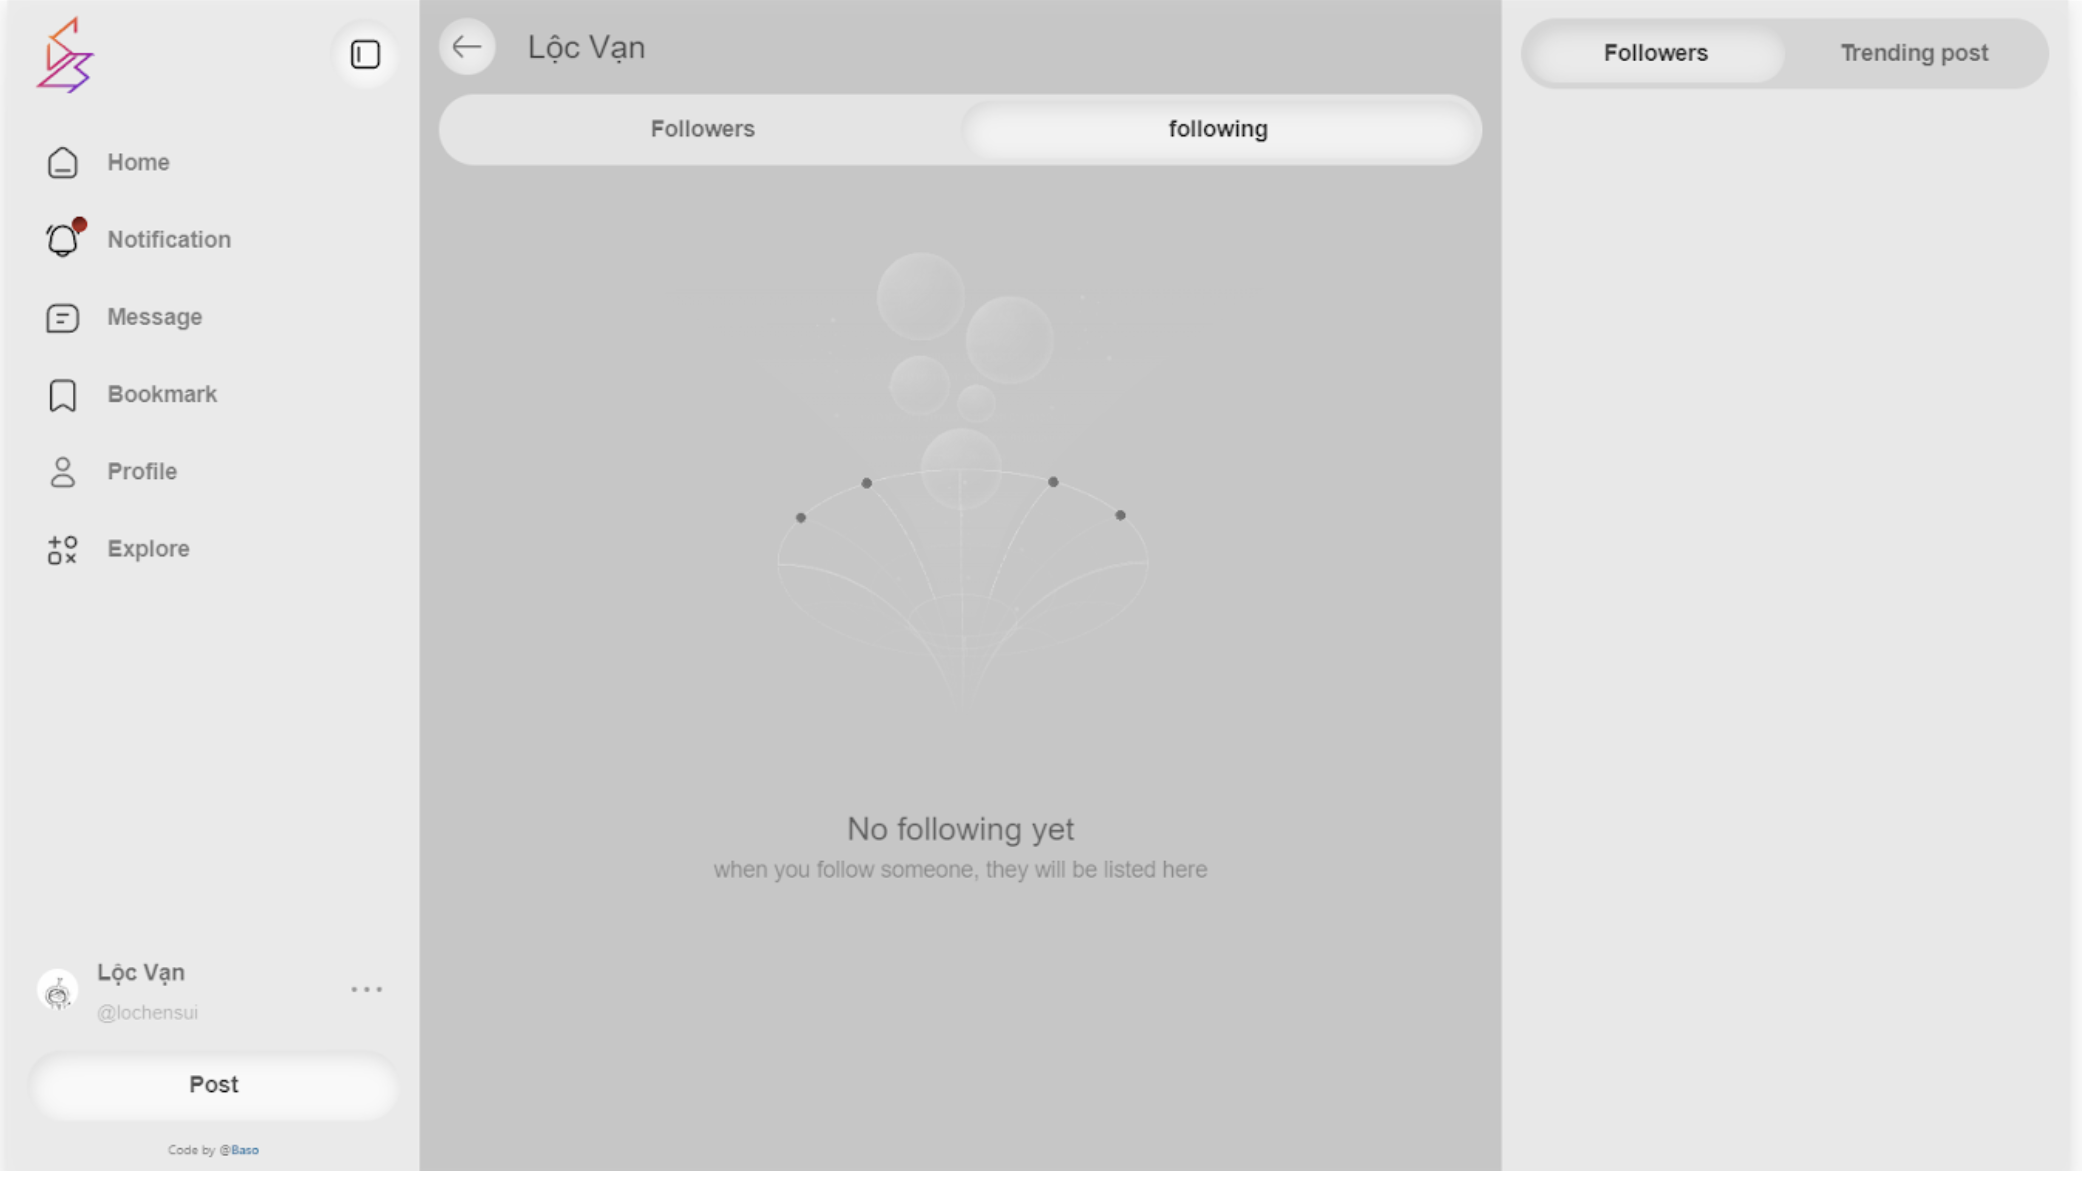 Home
Notification
Message
Bookmark
Profile
Explore
Lộc Vạn
@lochensui
Post
Code by @Baso
Lộc Vạn
Followers
following
No following yet
when you follow someone, they will be listed here
Followers
Trending post